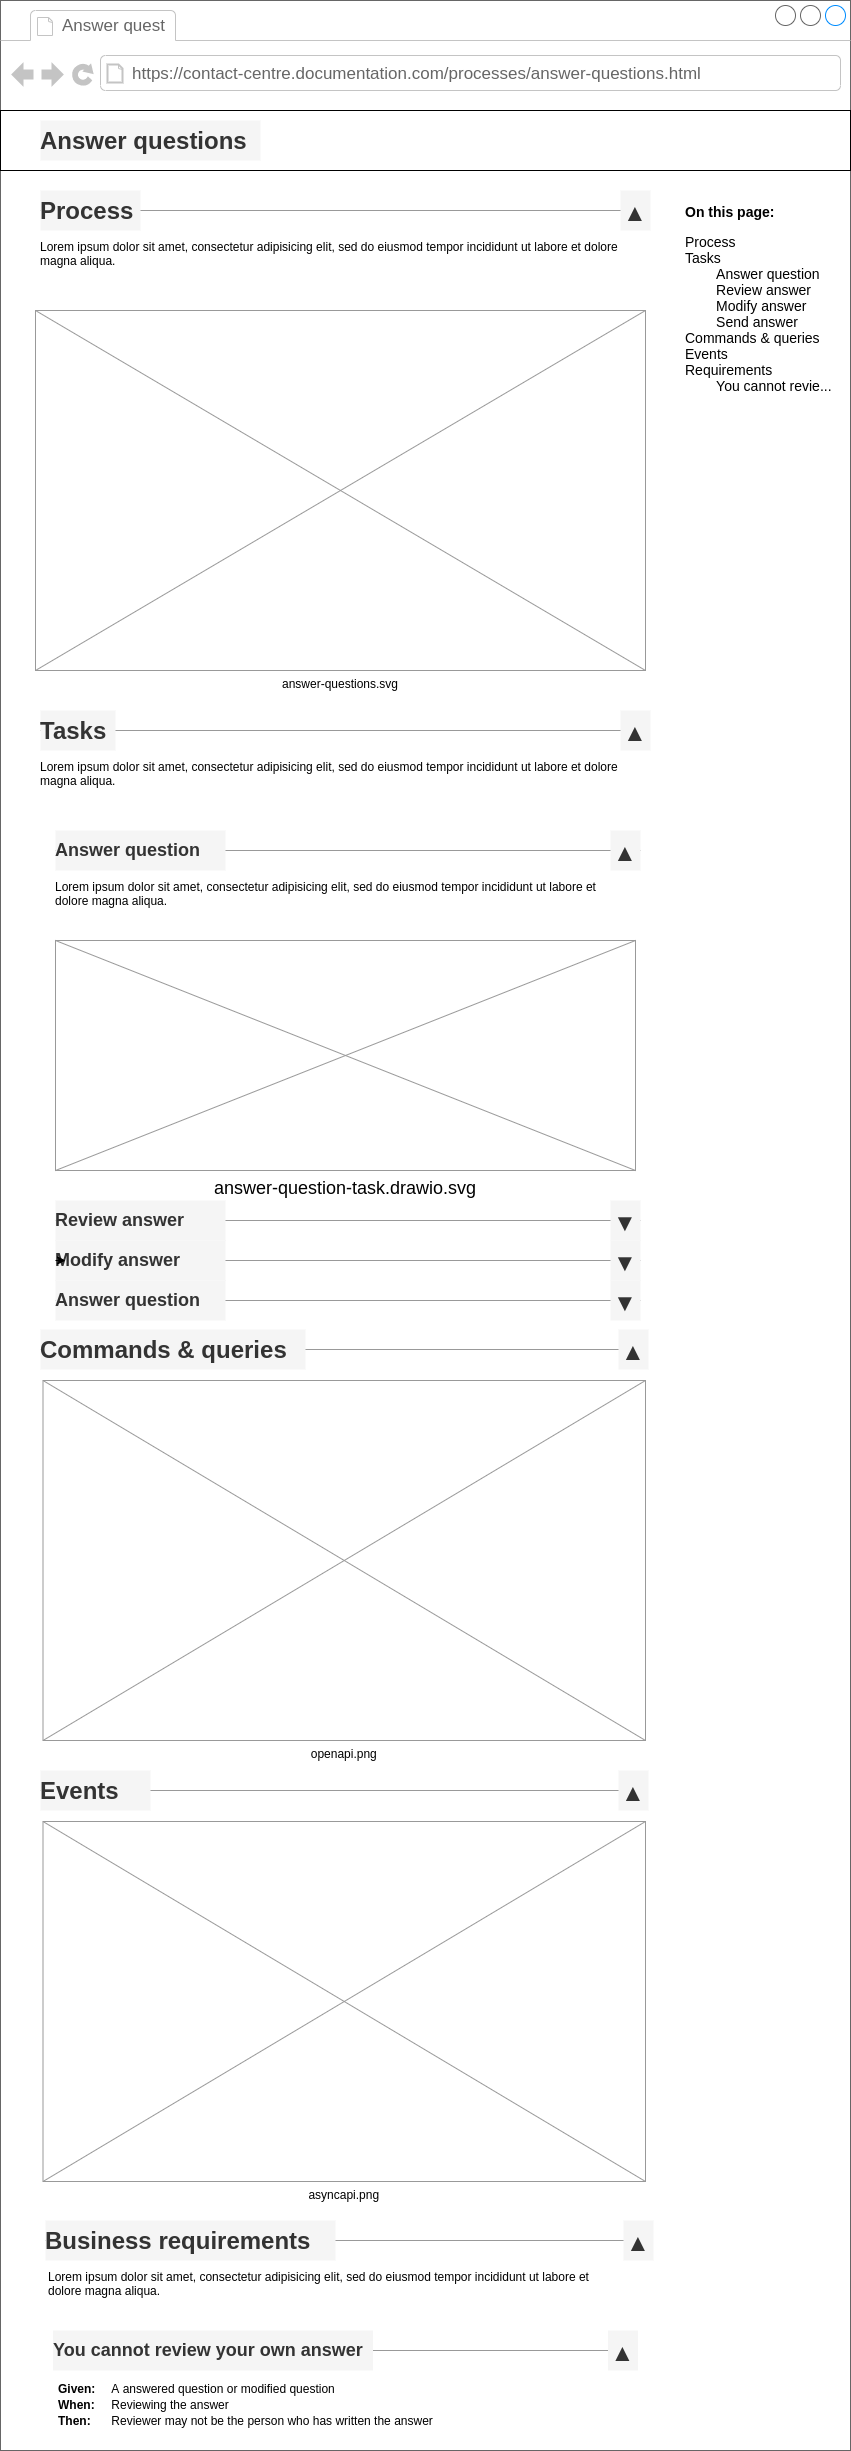 Answer quest
https://contact-centre.documentation.com/processes/answer-questions.html
Answer questions
Process
▲
Lorem ipsum dolor sit amet, consectetur adipisicing elit, sed do eiusmod tempor incididunt ut labore et dolore
magna aliqua.
answer-questions.svg
Tasks
▲
Lorem ipsum dolor sit amet, consectetur adipisicing elit, sed do eiusmod tempor incididunt ut labore et dolore
magna aliqua.
Answer question
▲
Lorem ipsum dolor sit amet, consectetur adipisicing elit, sed do eiusmod tempor incididunt ut labore et
dolore magna aliqua.
answer-question-task.drawio.svg
Review answer
▼
Modify answer
▼
Answer question
▼
Commands & queries
▲
openapi.png
Events
▲
asyncapi.png
Business requirements
▲
Lorem ipsum dolor sit amet, consectetur adipisicing elit, sed do eiusmod tempor incididunt ut labore et
dolore magna aliqua.
You cannot review your own answer
▲
Given: A answered question or modified question
When: Reviewing the answer
Then: Reviewer may not be the person who has written the answer
On this page:
Process
Tasks
Answer question
Review answer
Modify answer
Send answer
Commands & queries
Events
Requirements
You cannot revie...